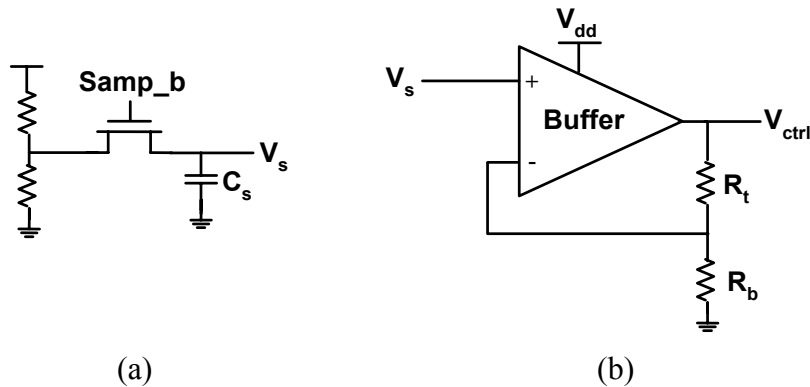 Samp_b
V_s
C_s
(a)
V_dd
V_s
+
Buffer
-
V_ctrl
R_t
R_b
(b)